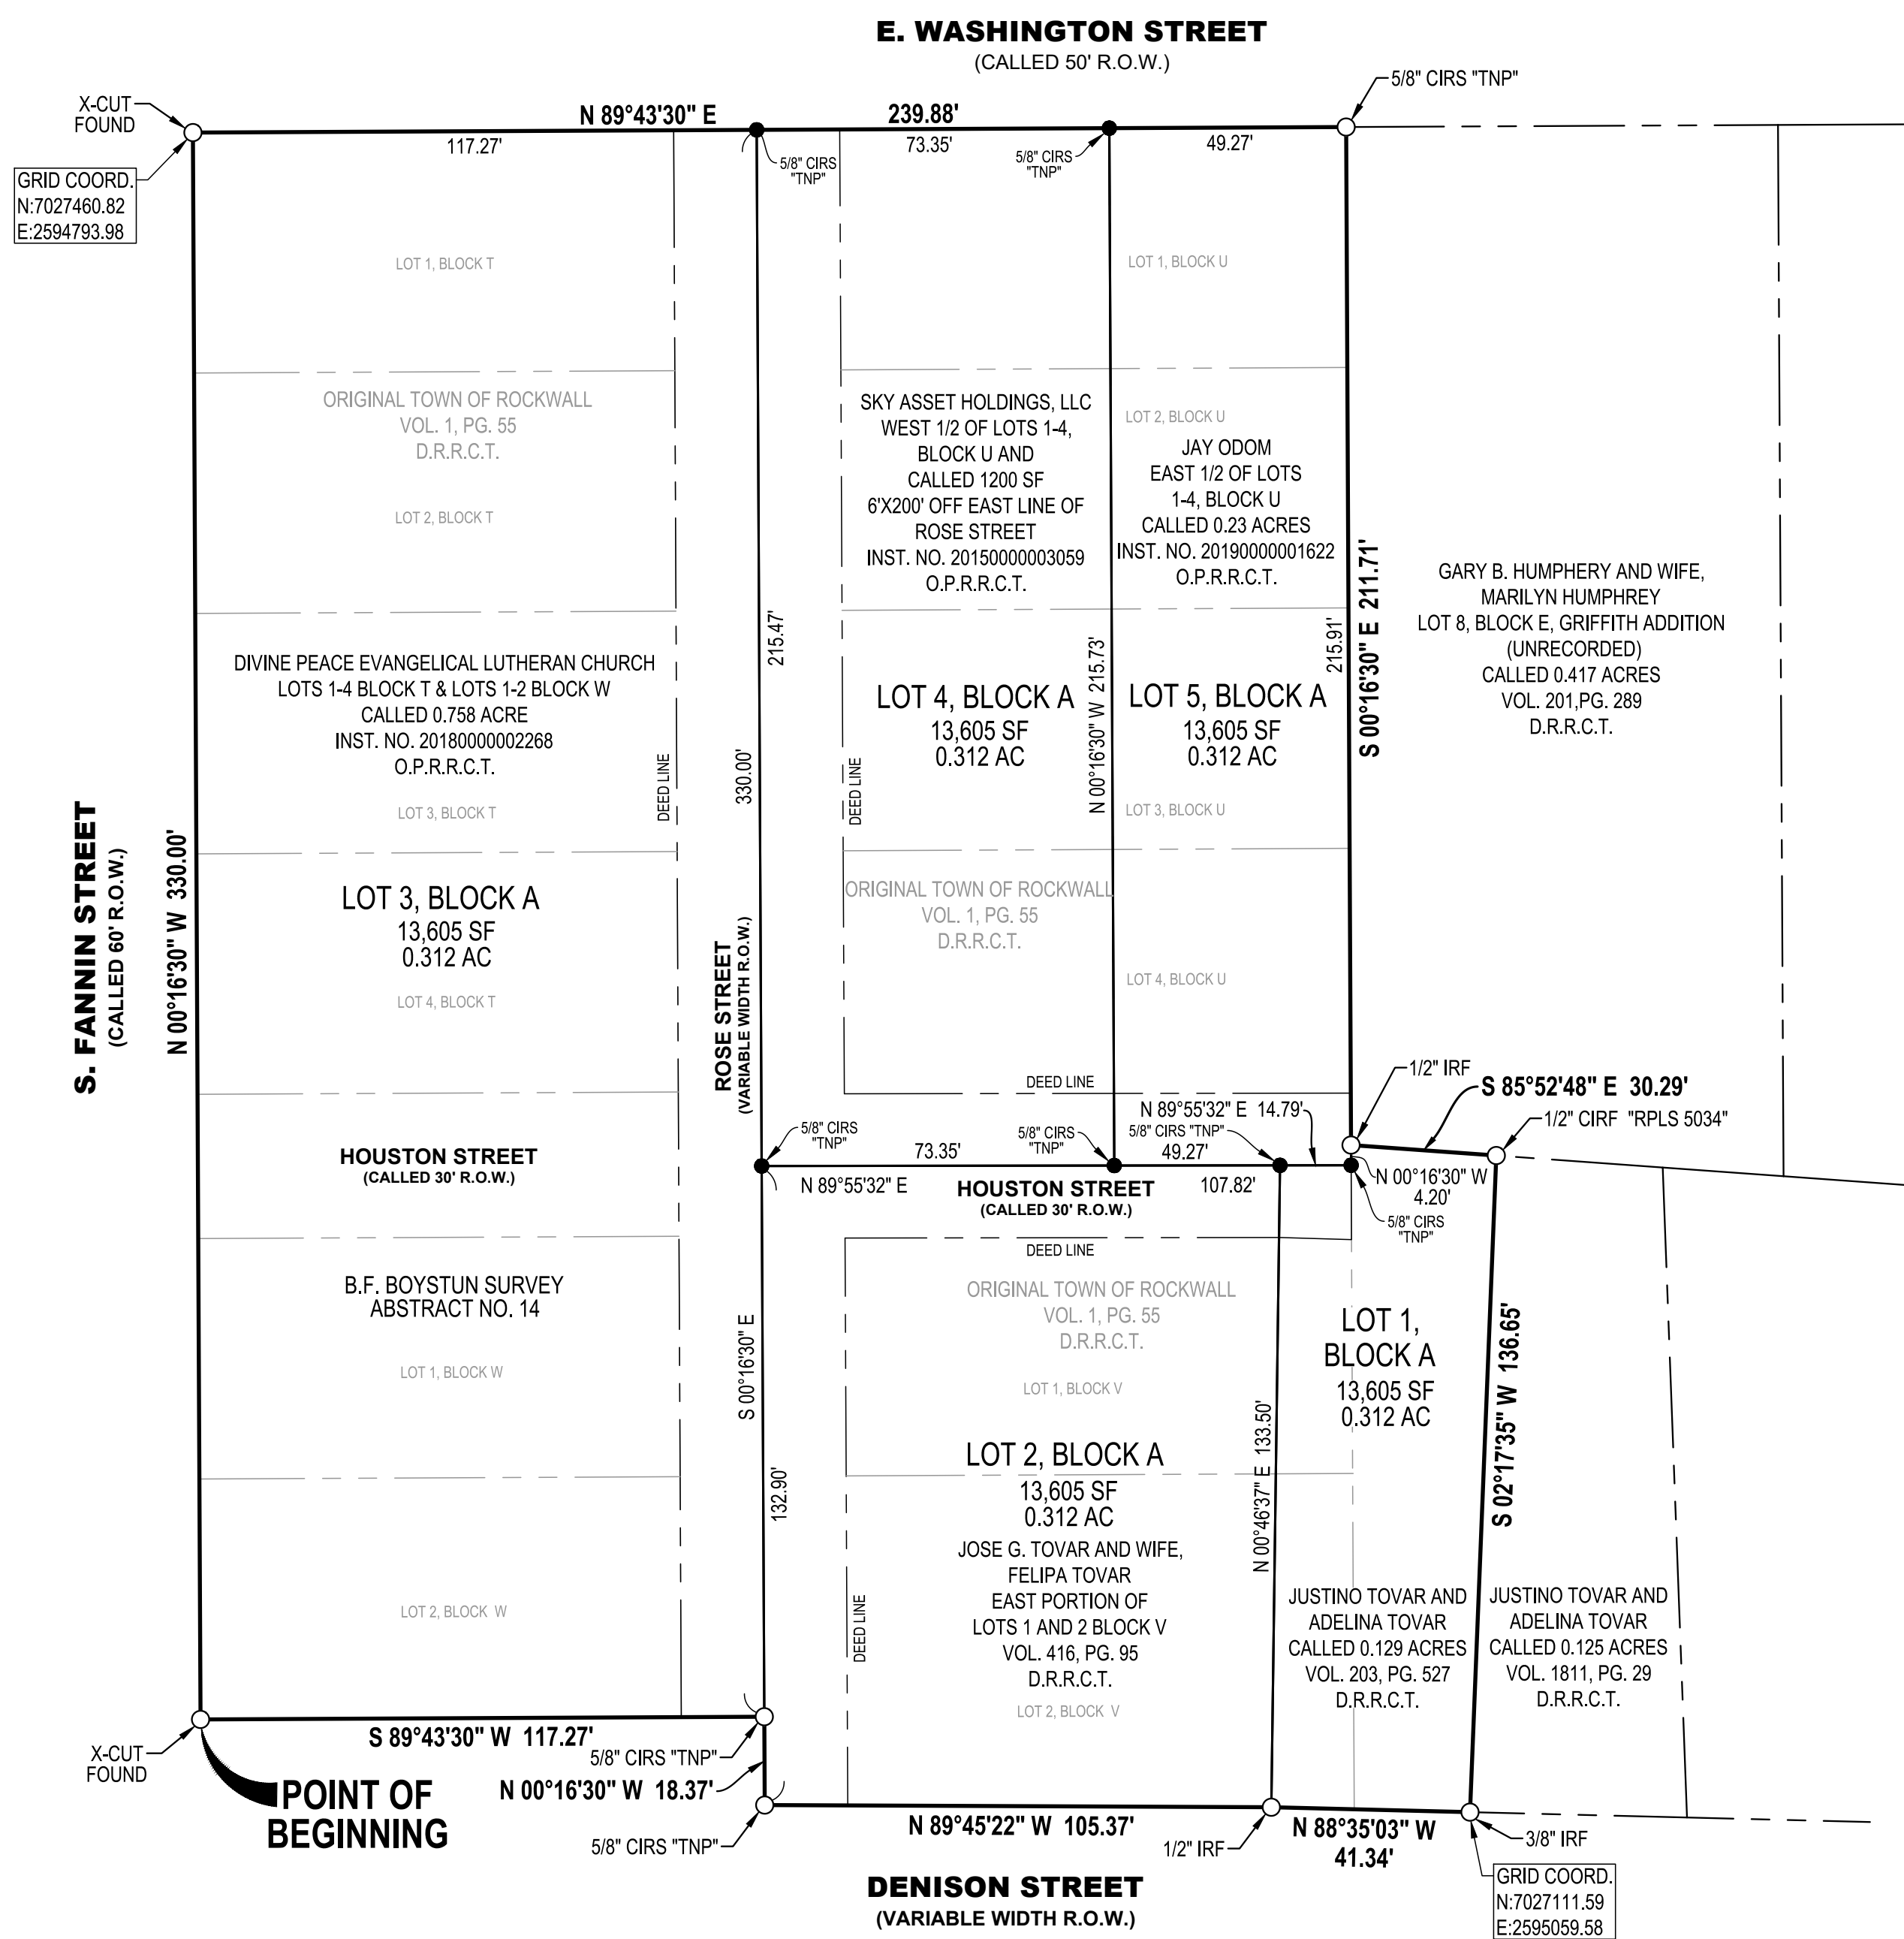 E. WASHINGTON STREET
(CALLED 50' R.O.W.)
X-CUT
FOUND
N 89°43'30" E
239.88'
5/8" CIRS "TNP"
117.27'
73.35'
49.27'
5/8" CIRS
"TNP"
5/8" CIRS
"TNP"
GRID COORD.
N:7027460.82
E:2594793.98
LOT 1, BLOCK T
LOT 1, BLOCK U
ORIGINAL TOWN OF ROCKWALL
VOL. 1, PG. 55
D.R.R.C.T.
LOT 2, BLOCK T
SKY ASSET HOLDINGS, LLC
WEST 1/2 OF LOTS 1-4,
BLOCK U AND
CALLED 1200 SF
6'X200' OFF EAST LINE OF
ROSE STREET
INST. NO. 20150000003059
O.P.R.R.C.T.
LOT 2, BLOCK U
JAY ODOM
EAST 1/2 OF LOTS
1-4, BLOCK U
CALLED 0.23 ACRES
INST. NO. 20190000001622
O.P.R.R.C.T.
S 00°16'30" E 211.71'
215.91'
GARY B. HUMPHERY AND WIFE,
MARILYN HUMPHREY
LOT 8, BLOCK E, GRIFFITH ADDITION
(UNRECORDED)
CALLED 0.417 ACRES
VOL. 201,PG. 289
D.R.R.C.T.
DIVINE PEACE EVANGELICAL LUTHERAN CHURCH
LOTS 1-4 BLOCK T & LOTS 1-2 BLOCK W
CALLED 0.758 ACRE
INST. NO. 20180000002268
O.P.R.R.C.T.
LOT 3, BLOCK T
DEED LINE
215.47'
330.00'
DEED LINE
LOT 4, BLOCK A
13,605 SF
0.312 AC
N 00°16'30" W 215.73'
LOT 5, BLOCK A
13,605 SF
0.312 AC
LOT 3, BLOCK U
S. FANNIN STREET
(CALLED 60' R.O.W.)
N 00°16'30" W 330.00'
LOT 3, BLOCK A
13,605 SF
0.312 AC
LOT 4, BLOCK T
ROSE STREET
(VARIABLE WIDTH R.O.W.)
ORIGINAL TOWN OF ROCKWALL
VOL. 1, PG. 55
D.R.R.C.T.
LOT 4, BLOCK U
DEED LINE
1/2" IRF
S 85°52'48" E 30.29'
1/2" CIRF "RPLS 5034"
N 89°55'32" E 14.79'
5/8" CIRS "TNP"
5/8" CIRS
"TNP"
5/8" CIRS
"TNP"
73.35'
49.27'
HOUSTON STREET
(CALLED 30' R.O.W.)
N 89°55'32" E
HOUSTON STREET
(CALLED 30' R.O.W.)
107.82'
N 00°16'30" W
4.20'
5/8" CIRS
"TNP"
DEED LINE
B.F. BOYSTUN SURVEY
ABSTRACT NO. 14
LOT 1, BLOCK W
S 00°16'30" E
132.90'
ORIGINAL TOWN OF ROCKWALL
VOL. 1, PG. 55
D.R.R.C.T.
LOT 1, BLOCK V
LOT 2, BLOCK A
13,605 SF
0.312 AC
JOSE G. TOVAR AND WIFE,
FELIPA TOVAR
EAST PORTION OF
LOTS 1 AND 2 BLOCK V
VOL. 416, PG. 95
D.R.R.C.T.
LOT 2, BLOCK V
DEED LINE
N 00°46'37" E 133.50'
LOT 1,
BLOCK A
13,605 SF
0.312 AC
S 02°17'35" W 136.65'
JUSTINO TOVAR AND
ADELINA TOVAR
CALLED 0.129 ACRES
VOL. 203, PG. 527
D.R.R.C.T.
JUSTINO TOVAR AND
ADELINA TOVAR
CALLED 0.125 ACRES
VOL. 1811, PG. 29
D.R.R.C.T.
LOT 2, BLOCK W
S 89°43'30" W 117.27'
X-CUT
FOUND
5/8" CIRS "TNP"
POINT OF
BEGINNING
N 00°16'30" W 18.37'
5/8" CIRS "TNP"
N 89°45'22" W 105.37'
1/2" IRF
N 88°35'03" W
41.34'
3/8" IRF
GRID COORD.
N:7027111.59
E:2595059.58
DENISON STREET
(VARIABLE WIDTH R.O.W.)